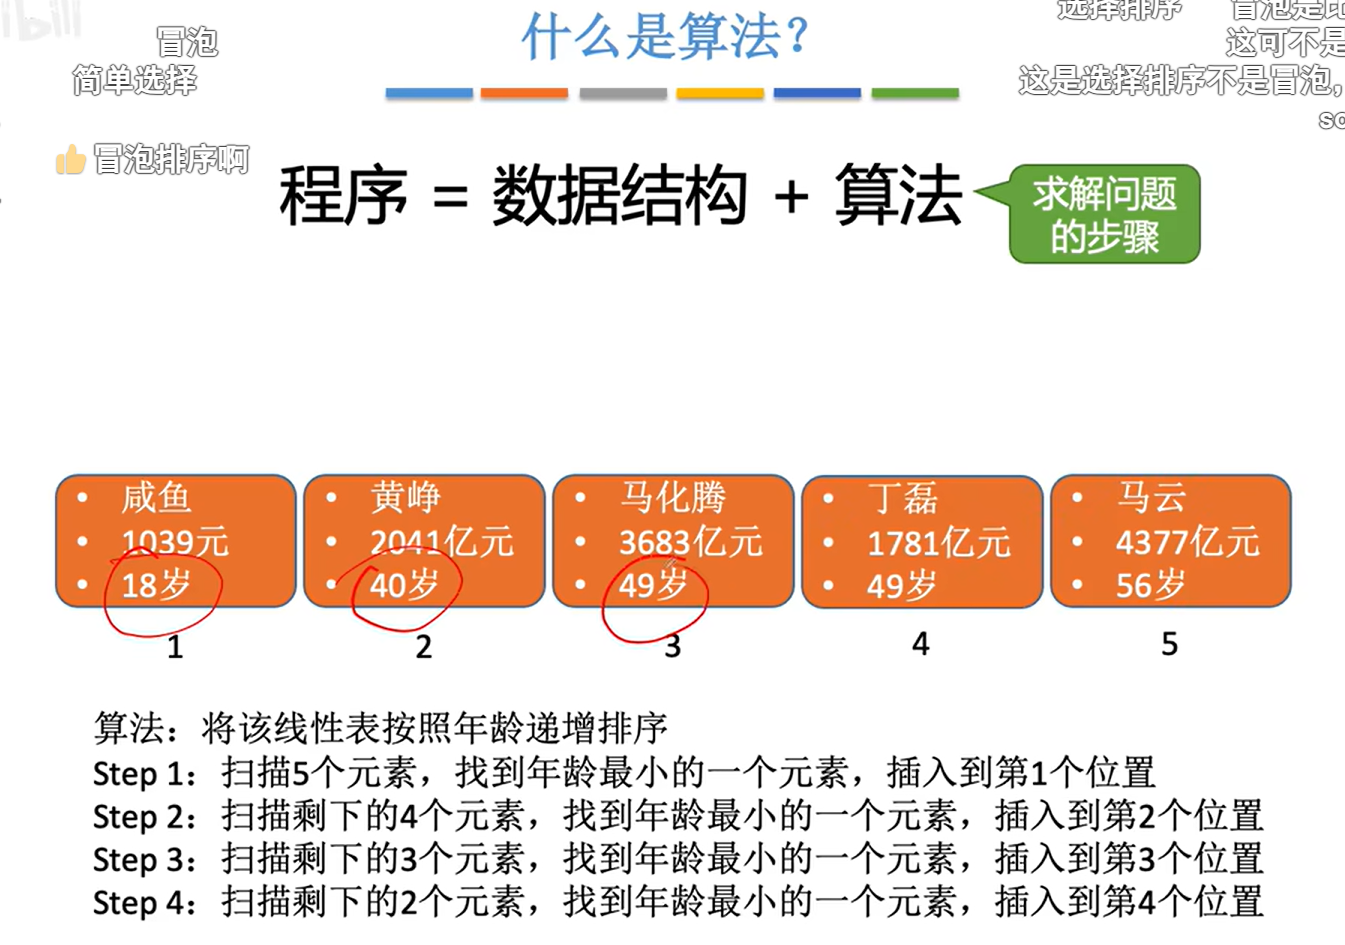 什么是算法？
选择排序
冒泡是比
冒泡
这可不是
简单选择
这是选择排序不是冒泡，
so
冒泡排序啊
程序 = 数据结构 + 算法
求解问题
的步骤
• 咸鱼
• 1039元
• 18岁
1
• 黄峥
• 2041亿元
• 40岁
2
• 马化腾
• 3683亿元
• 49岁
3
• 丁磊
• 1781亿元
• 49岁
4
• 马云
• 4377亿元
• 56岁
5
算法：将该线性表按照年龄递增排序
Step 1：扫描5个元素，找到年龄最小的一个元素，插入到第1个位置
Step 2：扫描剩下的4个元素，找到年龄最小的一个元素，插入到第2个位置
Step 3：扫描剩下的3个元素，找到年龄最小的一个元素，插入到第3个位置
Step 4：扫描剩下的2个元素，找到年龄最小的一个元素，插入到第4个位置